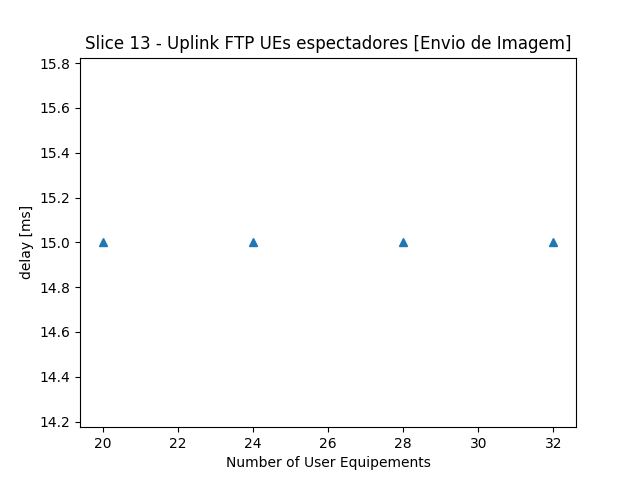 Slice 13 - Uplink FTP UEs espectadores [Envio de Imagem]
15.8
15.6
15.4
15.2
15.0
14.8
14.6
14.4
14.2
delay [ms]
20 22 24 26 28 30 32
Number of User Equipements